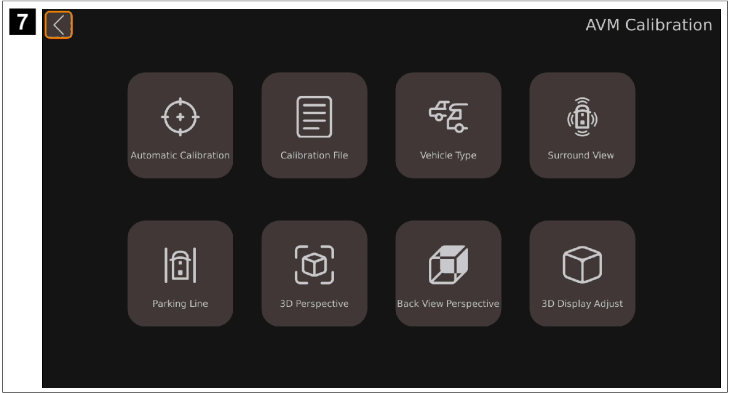 7
AVM Calibration
Automatic Calibration
Calibration File
Vehicle Type
Surround View
Parking Line
3D Perspective
Back View Perspective
3D Display Adjust